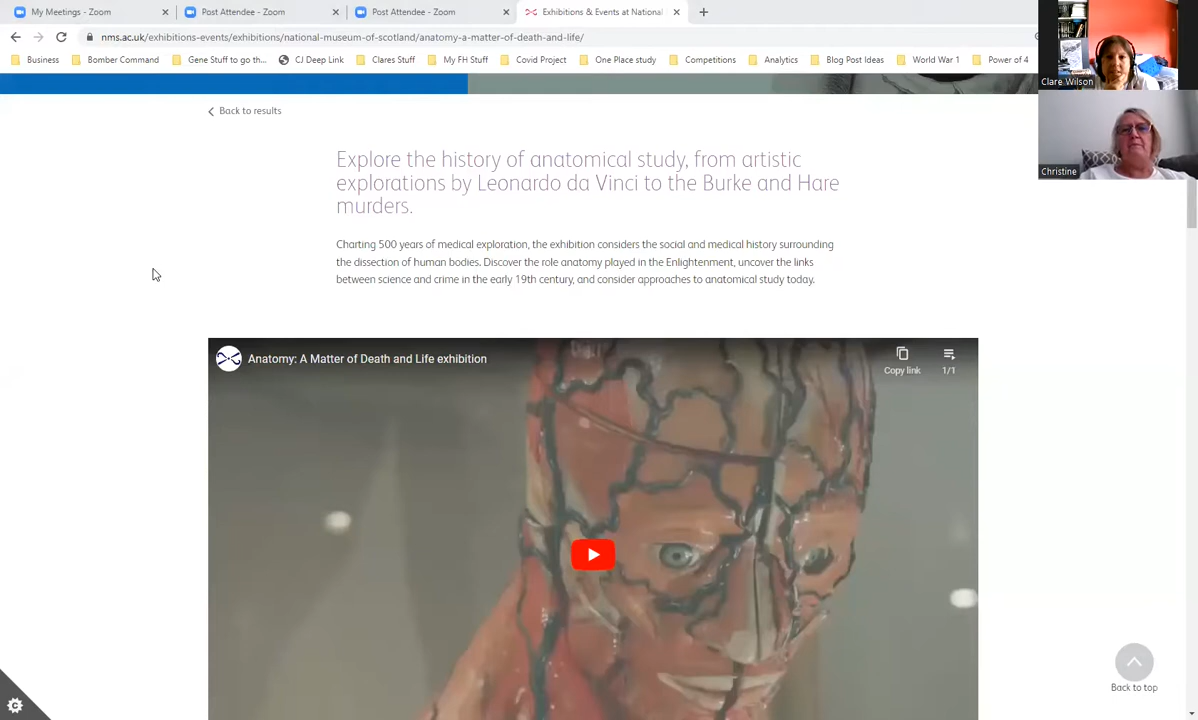 My Meetings - Zoom
Post Attendee - Zoom
Post Attendee - Zoom
Exhibitions & Events at National
nms.ac.uk/exhibitions-events/exhibitions/national-museum-of-scotland/anatomy-a-matter-of-death-and-life/
Business
Bomber Command
Gene Stuff to go th...
CJ Deep Link
Clares Stuff
My FH Stuff
Covid Project
One Place study
Competitions
Analytics
Blog Post Ideas
World War 1
Power of 4
Clare Wilson
Christine
Back to results
Explore the history of anatomical study, from artistic
explorations by Leonardo da Vinci to the Burke and Hare
murders.
Charting 500 years of medical exploration, the exhibition considers the social and medical history surrounding
the dissection of human bodies. Discover the role anatomy played in the Enlightenment, uncover the links
between science and crime in the early 19th century, and consider approaches to anatomical study today.
Anatomy: A Matter of Death and Life exhibition
Copy link
1/1
Back to top